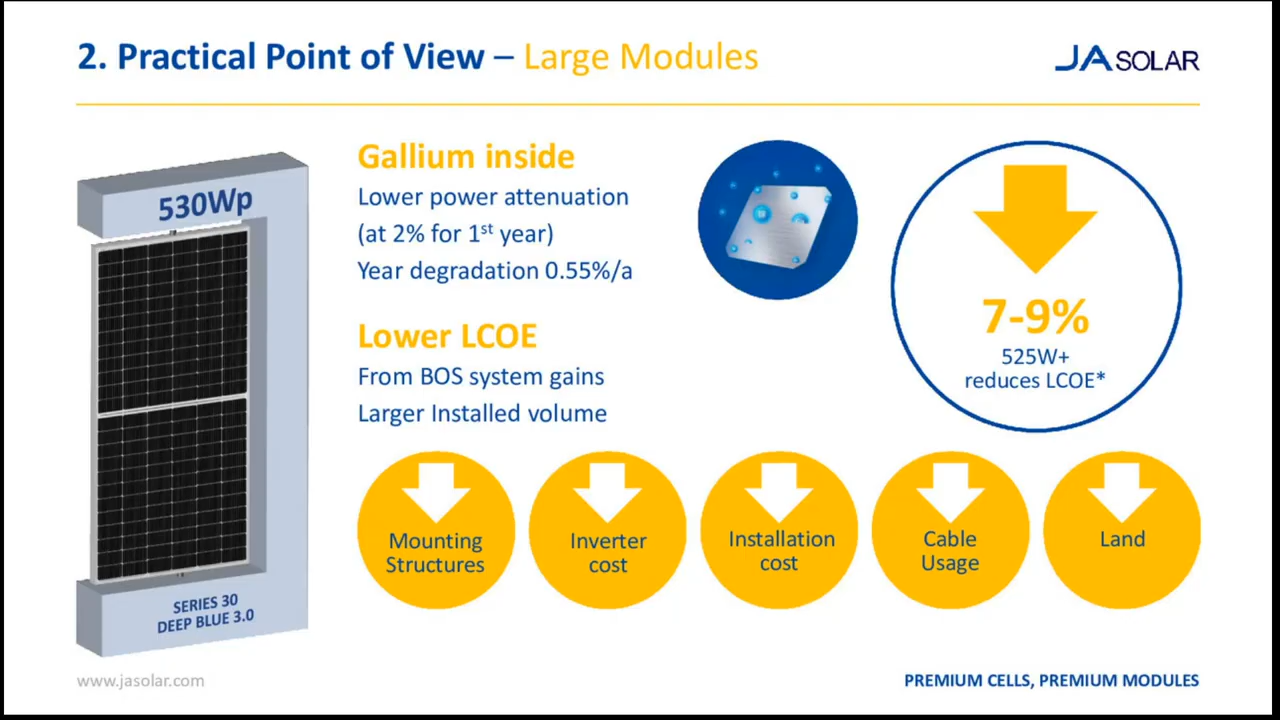 2. Practical Point of View – Large Modules
JA SOLAR
530Wp
SERIES 30
DEEP BLUE 3.0
Gallium inside
Lower power attenuation
(at 2% for 1st year)
Year degradation 0.55%/a
Lower LCOE
From BOS system gains
Larger Installed volume
7-9%
525W+
reduces LCOE*
Mounting
Structures
Inverter
cost
Installation
cost
Cable
Usage
Land
www.jasolar.com
PREMIUM CELLS, PREMIUM MODULES